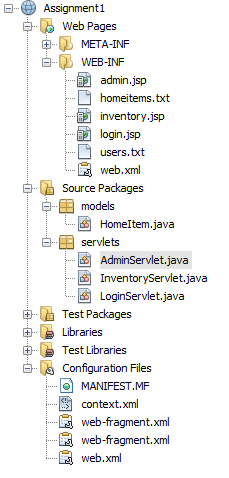 Assignment1
Web Pages
META-INF
WEB-INF
admin.jsp
homeitems.txt
inventory.jsp
login.jsp
users.txt
web.xml
Source Packages
models
HomeItem.java
servlets
AdminServlet.java
InventoryServlet.java
LoginServlet.java
Test Packages
Libraries
Test Libraries
Configuration Files
MANIFEST.MF
context.xml
web-fragment.xml
web-fragment.xml
web.xml